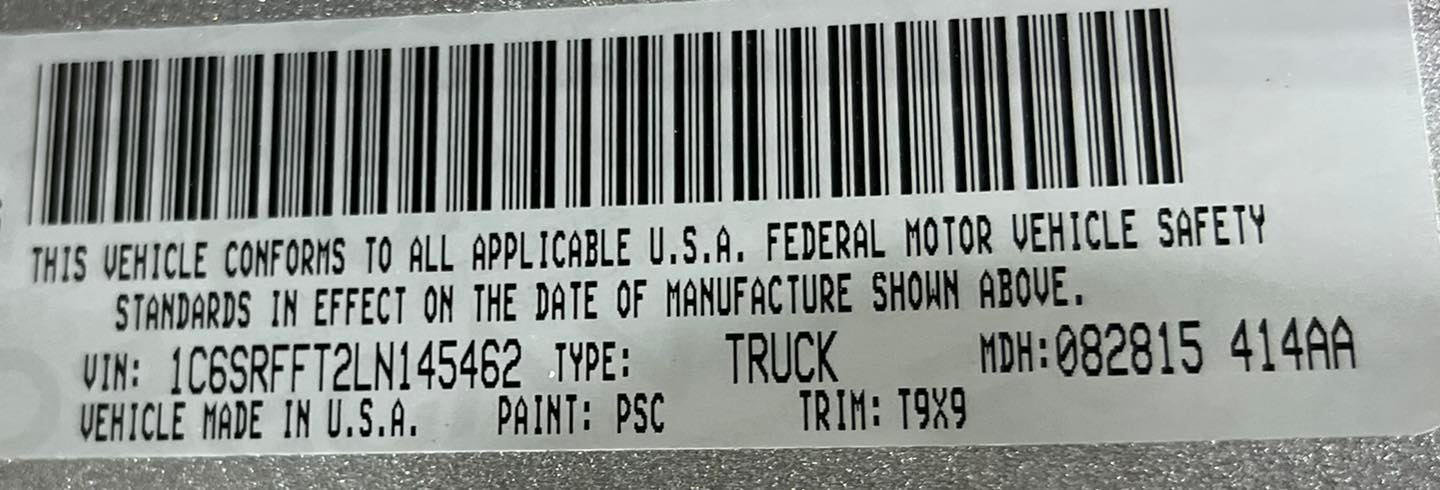 THIS VEHICLE CONFORMS TO ALL APPLICABLE U.S.A. FEDERAL MOTOR VEHICLE SAFETY
STANDARDS IN EFFECT ON THE DATE OF MANUFACTURE SHOWN ABOVE.
VIN: 1C6SRFFT2LN145462 TYPE: TRUCK MDH:082815 414AA
VEHICLE MADE IN U.S.A. PAINT: PSC TRIM: T9X9